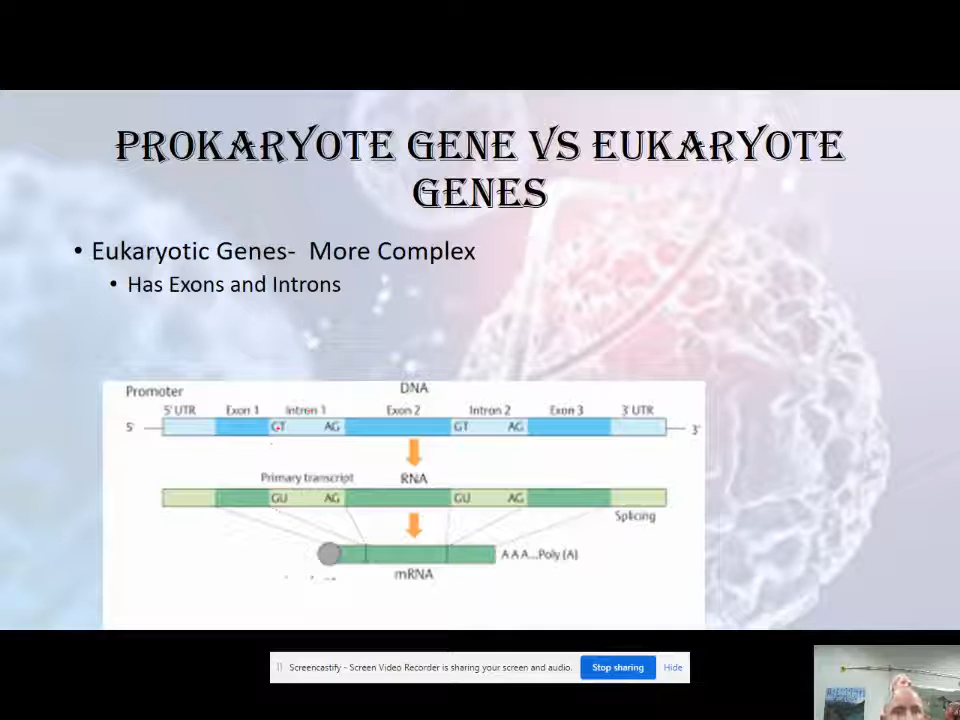 PROKARYOTE GENE VS EUKARYOTE
GENES
• Eukaryotic Genes- More Complex
• Has Exons and Introns
Promoter
DNA
5' UTR Exon 1 Intron 1 Exon 2 Intron 2 Exon 3 3' UTR
5' GT AG GT AG 3'
Primary transcript RNA
GU AG GU AG
Splicing
A A A...Poly (A)
mRNA
Screencastify - Screen Video Recorder is sharing your screen and audio. Stop sharing Hide